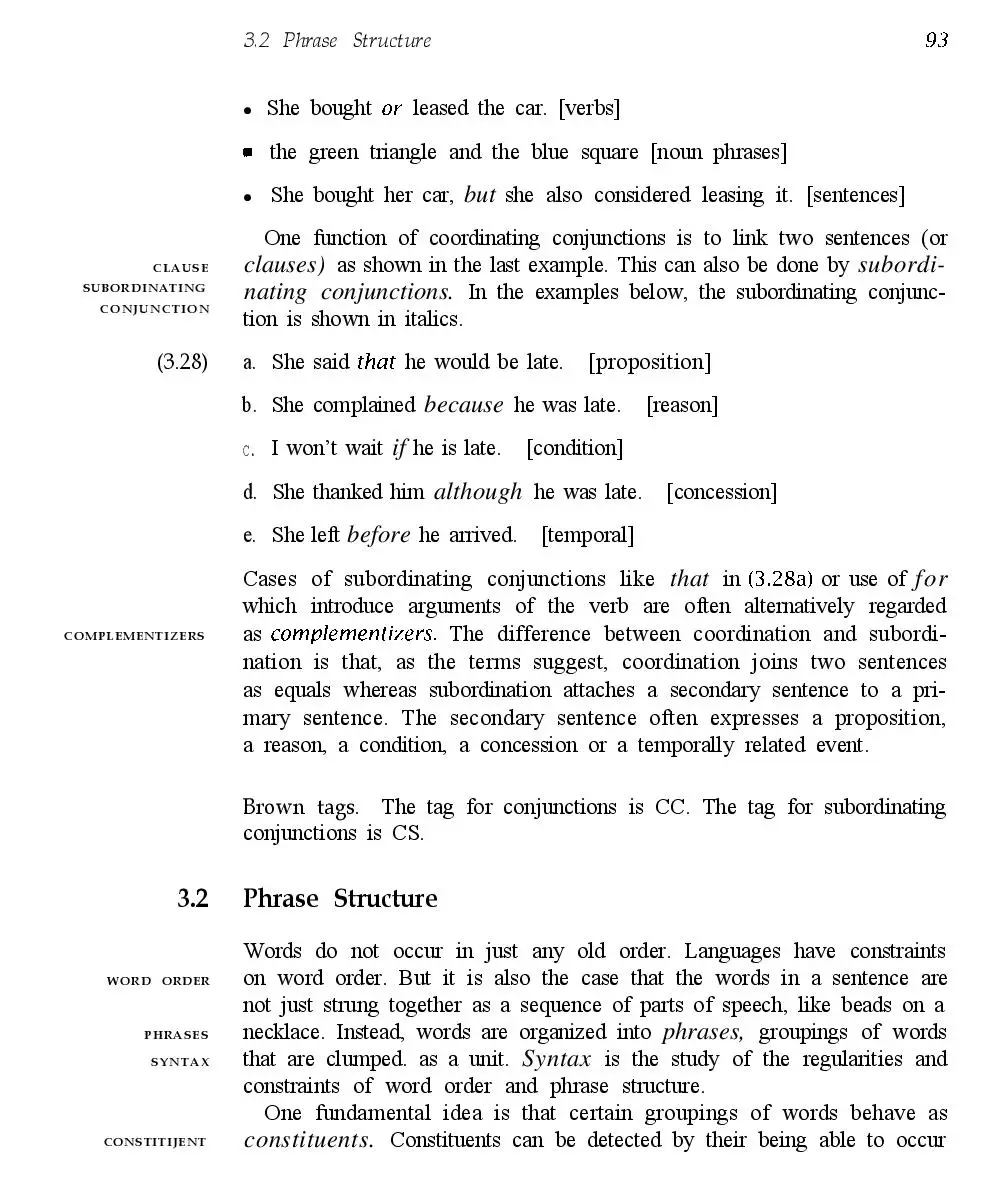 3.2 Phrase Structure 93
• She bought or leased the car. [verbs]
▪ the green triangle and the blue square [noun phrases]
• She bought her car, but she also considered leasing it. [sentences]
One function of coordinating conjunctions is to link two sentences (or
CLAUSE clauses) as shown in the last example. This can also be done by subordi-
SUBORDINATING nating conjunctions. In the examples below, the subordinating conjunc-
CONJUNCTION tion is shown in italics.
(3.28) a. She said that he would be late. [proposition]
b. She complained because he was late. [reason]
c. I won't wait if he is late. [condition]
d. She thanked him although he was late. [concession]
e. She left before he arrived. [temporal]
Cases of subordinating conjunctions like that in (3.28a) or use of for
which introduce arguments of the verb are often alternatively regarded
COMPLEMENTIZERS as complementizers. The difference between coordination and subordi-
nation is that, as the terms suggest, coordination joins two sentences
as equals whereas subordination attaches a secondary sentence to a pri-
mary sentence. The secondary sentence often expresses a proposition,
a reason, a condition, a concession or a temporally related event.
Brown tags. The tag for conjunctions is CC. The tag for subordinating
conjunctions is CS.
3.2 Phrase Structure
Words do not occur in just any old order. Languages have constraints
WORD ORDER on word order. But it is also the case that the words in a sentence are
not just strung together as a sequence of parts of speech, like beads on a
PHRASES necklace. Instead, words are organized into phrases, groupings of words
SYNTAX that are clumped. as a unit. Syntax is the study of the regularities and
constraints of word order and phrase structure.
One fundamental idea is that certain groupings of words behave as
CONSTITIJENT constituents. Constituents can be detected by their being able to occur